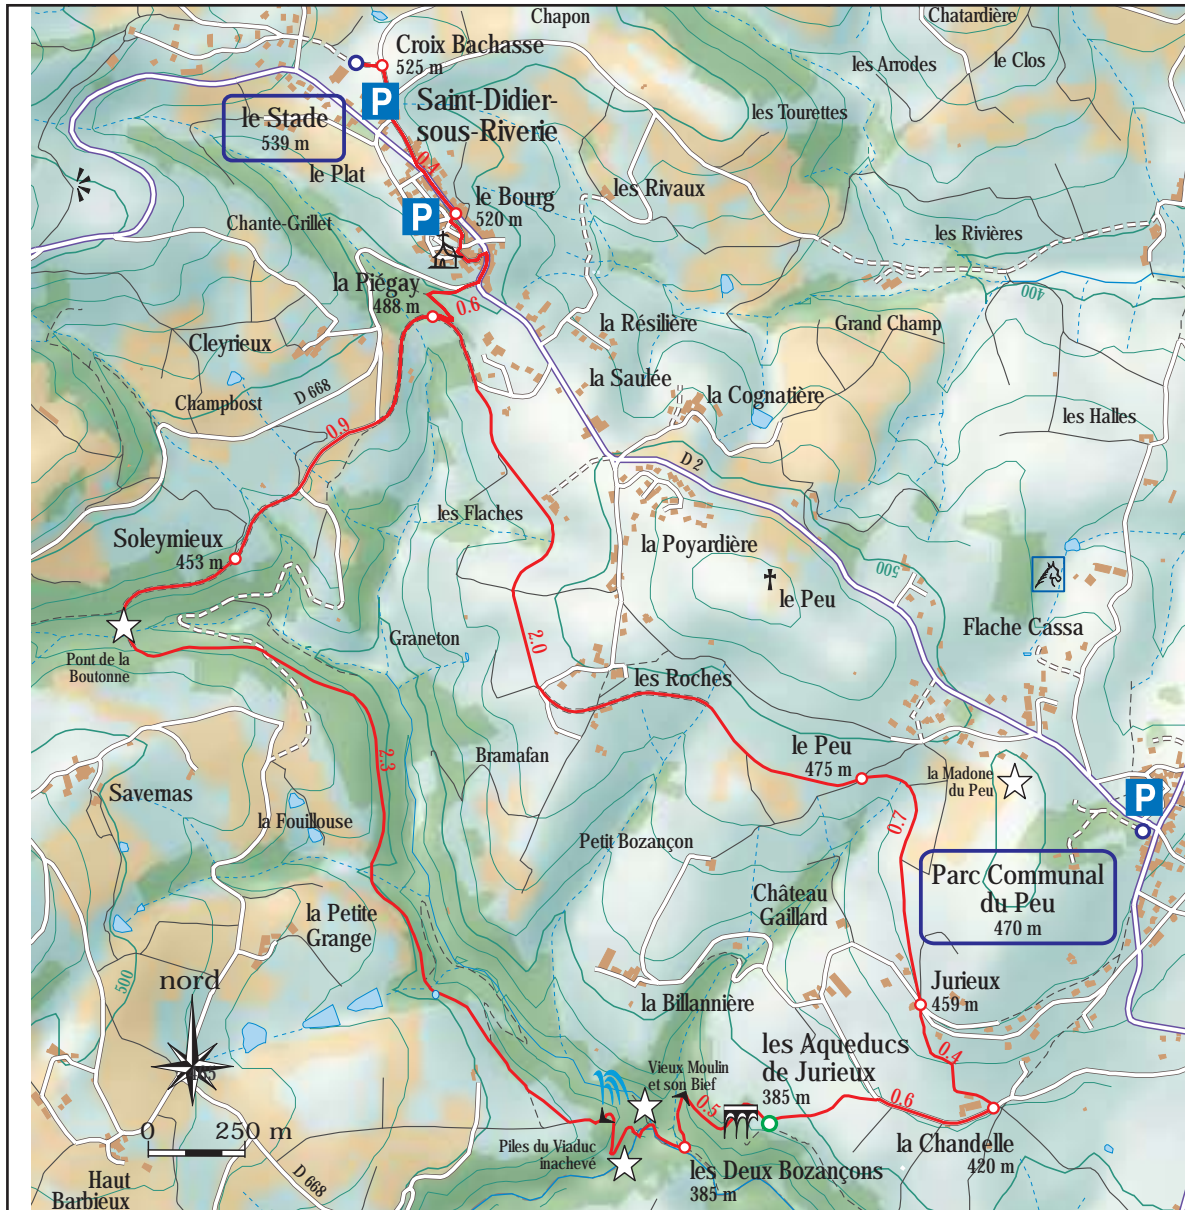 Chapon
Chatardière
Croix Bachasse
525 m
les Arrodes
le Clos
P
Saint-Didier-
sous-Riverie
le Stade
539 m
les Tourettes
0.4
le Plat
le Bourg
520 m
P
les Rivaux
Chante-Grillet
les Rivières
la Piégay
488 m
0.6
400
la Résilière
Grand Champ
Cleyrieux
la Saulée
la Cognatière
D 668
Champbost
les Halles
0.9
D 2
les Flaches
Soleymieux
453 m
la Poyardière
500
le Peu
Flache Cassa
2.0
Graneton
Pont de la
Boutonne
les Roches
2.3
Bramafan
le Peu
475 m
la Madone
du Peu
Savernas
P
la Fouillouse
0.7
Petit Bozançon
Parc Communal
du Peu
470 m
Château
Gaillard
la Petite
Grange
500
nord
la Billannière
Jurieux
459 m
les Aqueducs
de Jurieux
385 m
0.4
Vieux Moulin
et son Bief
0.5
0.6
0
250 m
Piles du Viaduc
inachevé
la Chandelle
420 m
les Deux Bozançons
385 m
D 668
Haut
Barbieux